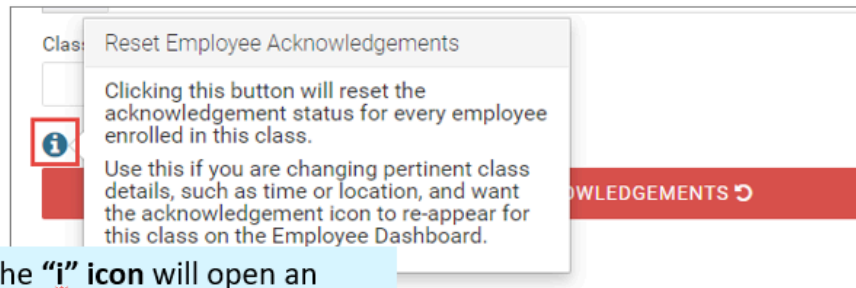 Clas
Reset Employee Acknowledgements
Clicking this button will reset the
acknowledgement status for every employee
enrolled in this class.
Use this if you are changing pertinent class
details, such as time or location, and want
the acknowledgement icon to re-appear for
this class on the Employee Dashboard.
OWLEDGEMENTS
he “i” icon will open an